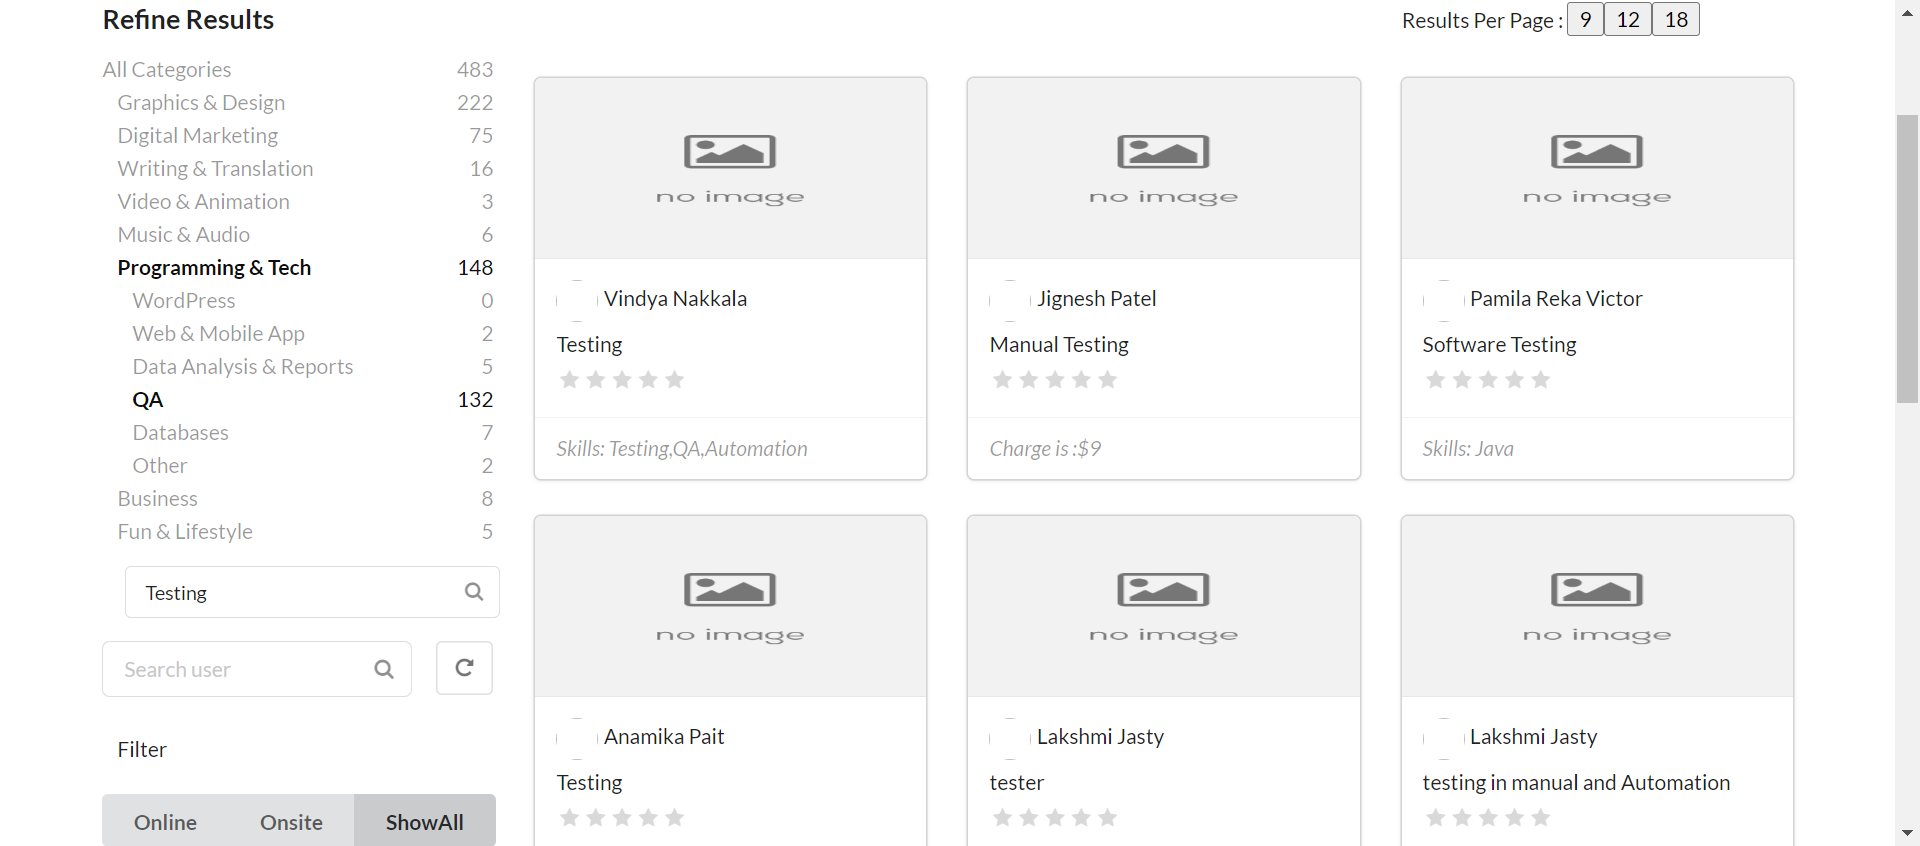 Refine Results
Results Per Page : 9 12 18
All Categories 483
Graphics & Design 222
Digital Marketing 75
Writing & Translation 16
Video & Animation 3
Music & Audio 6
Programming & Tech 148
WordPress 0
Web & Mobile App 2
Data Analysis & Reports 5
QA 132
Databases 7
Other 2
Business 8
Fun & Lifestyle 5
Testing
Search user
Filter
Online Onsite ShowAll
no image
Vindya Nakkala
Testing
Skills: Testing,QA,Automation
no image
Jignesh Patel
Manual Testing
Charge is :$9
no image
Pamila Reka Victor
Software Testing
Skills: Java
no image
Anamika Pait
Testing
no image
Lakshmi Jasty
tester
no image
Lakshmi Jasty
testing in manual and Automation